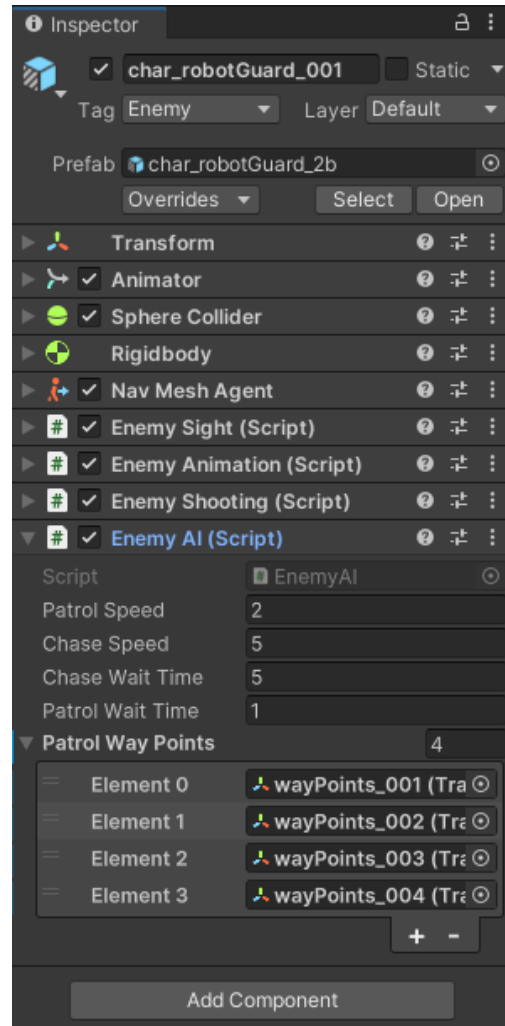 Inspector
char_robotGuard_001 Static
Tag Enemy Layer Default
Prefab char_robotGuard_2b
Overrides Select Open
Transform
Animator
Sphere Collider
Rigidbody
Nav Mesh Agent
# Enemy Sight (Script)
# Enemy Animation (Script)
# Enemy Shooting (Script)
# Enemy AI (Script)
Script # EnemyAI
Patrol Speed 2
Chase Speed 5
Chase Wait Time 5
Patrol Wait Time 1
Patrol Way Points 4
Element 0 wayPoints_001 (Tra
Element 1 wayPoints_002 (Tra
Element 2 wayPoints_003 (Tra
Element 3 wayPoints_004 (Tra
+ -
Add Component